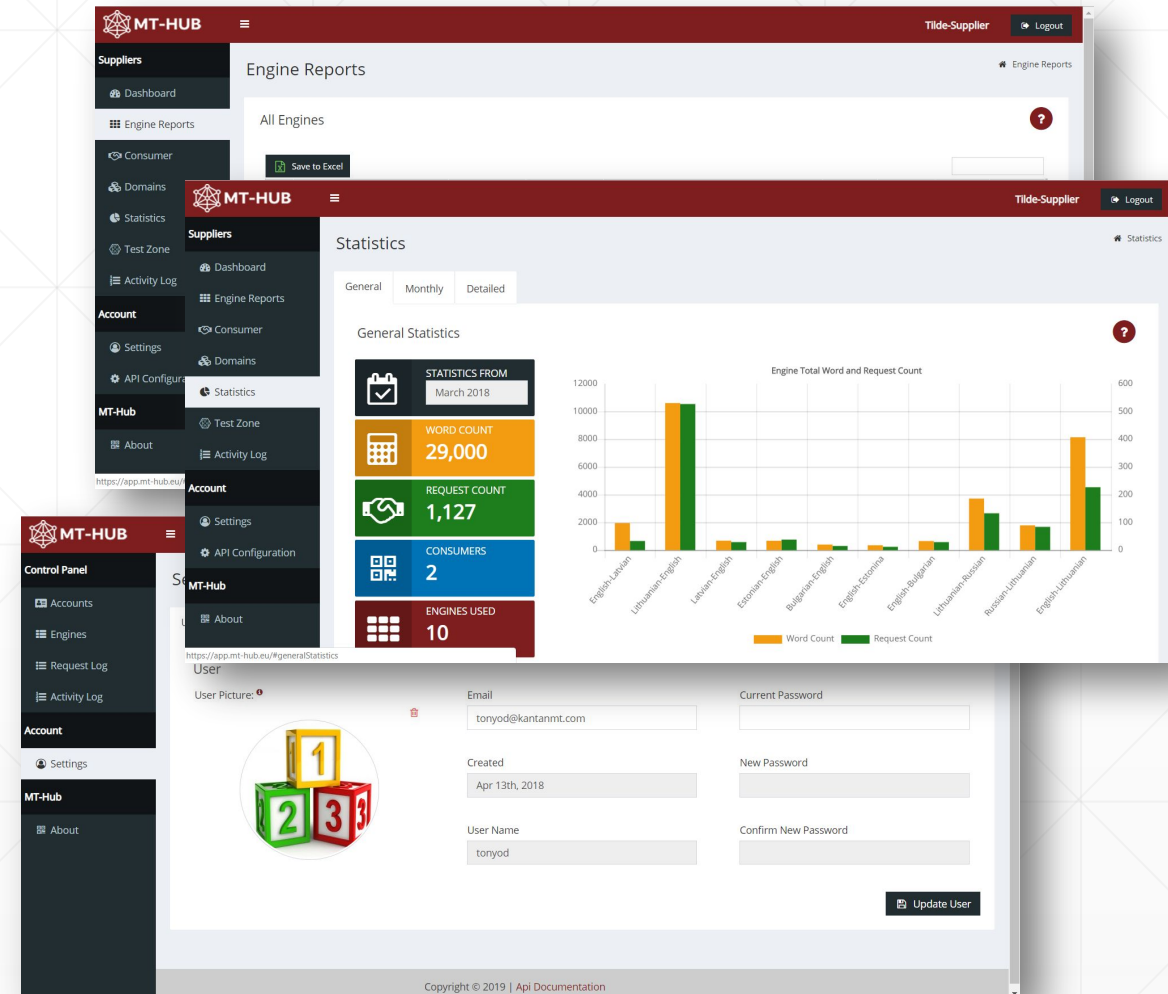 MT-HUB
Tilde-Supplier
Logout
Suppliers
Dashboard
Engine Reports
Consumer
Domains
Statistics
Test Zone
Activity Log
Account
Settings
API Configura
MT-Hub
About
https://app.mt-hub.eu/
Engine Reports
Engine Reports
All Engines
?
Save to Excel
MT-HUB
Tilde-Supplier
Logout
Suppliers
Dashboard
Engine Reports
Consumer
Domains
Statistics
Test Zone
Activity Log
Account
Settings
API Configuration
MT-Hub
About
https://app.mt-hub.eu/#generalStatistics
Statistics
Statistics
General
Monthly
Detailed
General Statistics
?
STATISTICS FROM
March 2018
WORD COUNT
29,000
REQUEST COUNT
1,127
CONSUMERS
2
ENGINES USED
10
Engine Total Word and Request Count
12000
10000
8000
6000
4000
2000
0
600
500
400
300
200
100
0
English-Latvian
Lithuanian-English
Latvian-English
Estonian-English
Bulgarian-English
English-Estonina
English-Bulgarian
Lithuanian-Russian
Russian-Lithuanian
English-Lithuanian
Word Count
Request Count
MT-HUB
Control Panel
Accounts
Engines
Request Log
Activity Log
Account
Settings
MT-Hub
About
User
User Picture:
1
2
3
3
Email
tonyod@kantanmt.com
Created
Apr 13th, 2018
User Name
tonyod
Current Password
New Password
Confirm New Password
Update User
Copyright © 2019 | Api Documentation